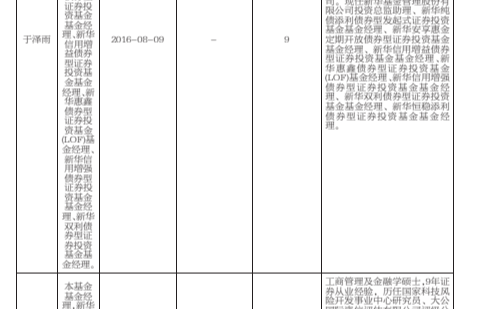 于泽雨
证券投
资基金
基金经
理、新华
信用增
益债券
型证券
投资基
金基金
经理、新
华惠鑫
债券型
证券投
资基金
(LOF)基
金经理、
新华信
用增强
债券型
证券投
资基金
基金经
理、新华
双利债
券型证
券投资
基金基
金经理。
2016-08-09
-
9
司。现任新华基金管理股份有
限公司投资总监助理、新华纯
债添利债券型发起式证券投资
基金基金经理、新华安享惠金
定期开放债券型证券投资基金
基金经理、新华信用增益债券
型证券投资基金基金经理、新
华惠鑫债券型证券投资基金
(LOF)基金经理、新华信用增强
债券型证券投资基金基金经
理、新华双利债券型证券投资
基金基金经理、新华恒稳添利
债券型证券投资基金基金经
理。
本基金
基金经
理,新华
工商管理及金融学硕士,9年证
券从业经验，历任国家科技风
险开发事业中心研究员、大公